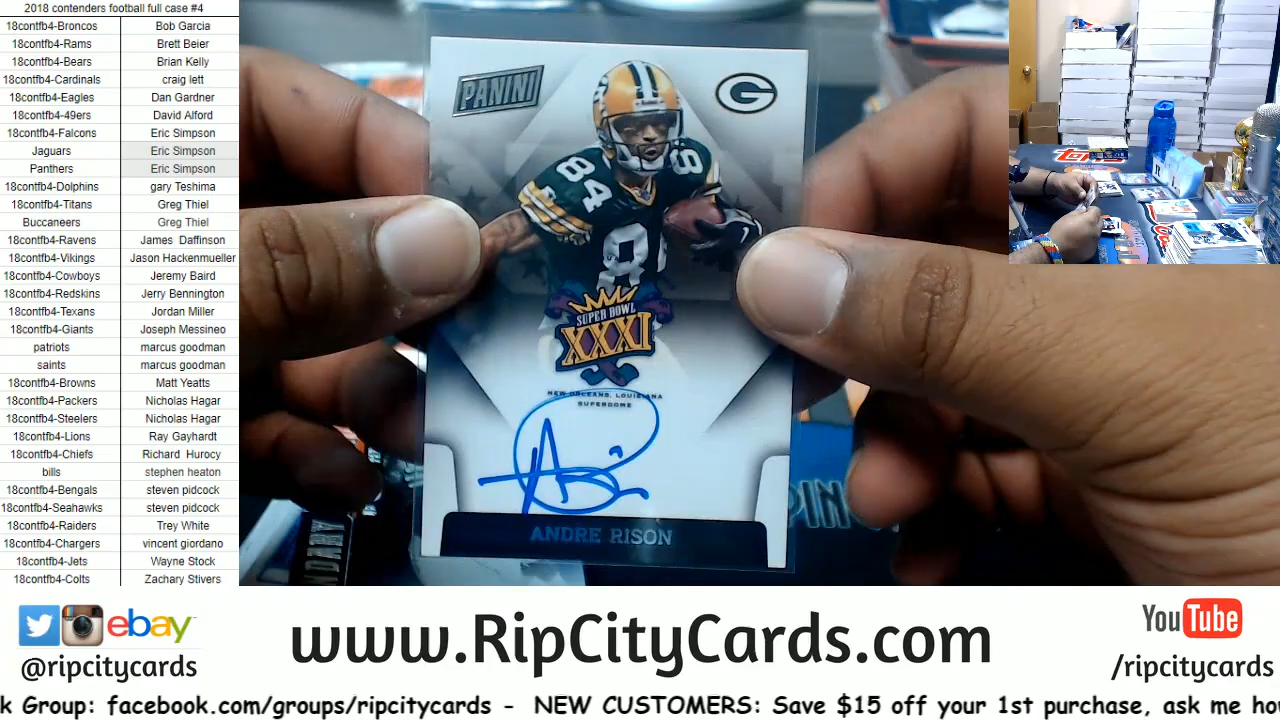 2018 contenders football full case #4
18contfb4-Broncos Bob Garcia
18contfb4-Rams Brett Beier
18contfb4-Bears Brian Kelly
18contfb4-Cardinals craig lett
18contfb4-Eagles Dan Gardner
18contfb4-49ers David Alford
18contfb4-Falcons Eric Simpson
Jaguars Eric Simpson
Panthers Eric Simpson
18contfb4-Dolphins gary Teshima
18contfb4-Titans Greg Thiel
Buccaneers Greg Thiel
18contfb4-Ravens James Daffinson
18contfb4-Vikings Jason Hackenmueller
18contfb4-Cowboys Jeremy Baird
18contfb4-Redskins Jerry Bennington
18contfb4-Texans Jordan Miller
18contfb4-Giants Joseph Messineo
patriots marcus goodman
saints marcus goodman
18contfb4-Browns Matt Yeatts
18contfb4-Packers Nicholas Hagar
18contfb4-Steelers Nicholas Hagar
18contfb4-Lions Ray Gayhardt
18contfb4-Chiefs Richard Hurocy
bills stephen heaton
18contfb4-Bengals steven pidcock
18contfb4-Seahawks steven pidcock
18contfb4-Raiders Trey White
18contfb4-Chargers vincent giordano
18contfb4-Jets Wayne Stock
18contfb4-Colts Zachary Stivers
PANINI
G
84
84
SUPER BOWL
XXXI
NEW ORLEANS, LOUISIANA
SUPERDOME
ANDRE RISON
topps
ebay
@ripcitycards
www.RipCityCards.com
YouTube
/ripcitycards
k Group: facebook.com/groups/ripcitycards - NEW CUSTOMERS: Save $15 off your 1st purchase, ask me ho